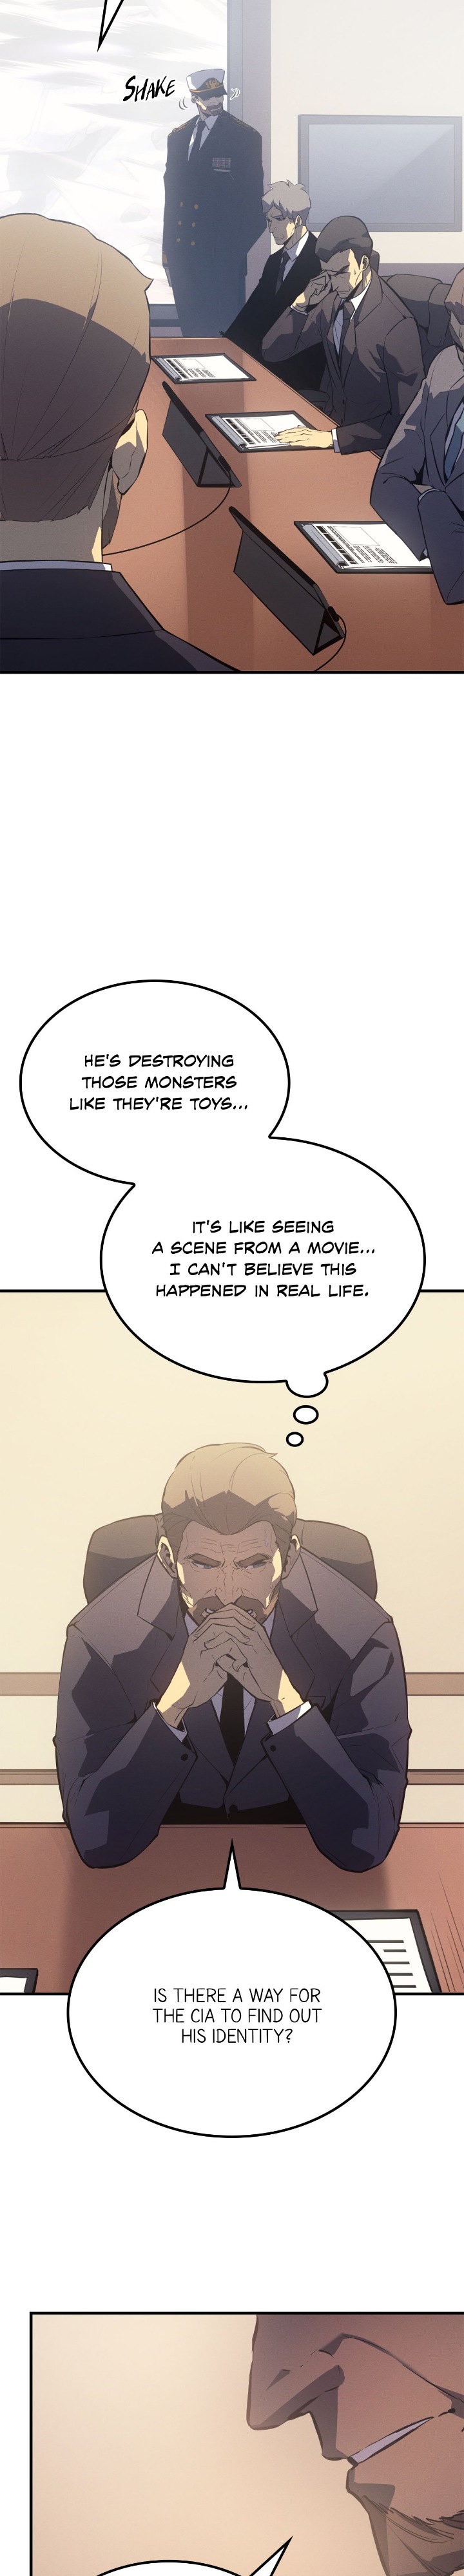 SHAKE
HE'S DESTROYING
THOSE MONSTERS
LIKE THEY'RE TOYS...
IT'S LIKE SEEING
A SCENE FROM A MOVIE...
I CAN'T BELIEVE THIS
HAPPENED IN REAL LIFE.
IS THERE A WAY FOR
THE CIA TO FIND OUT
HIS IDENTITY?